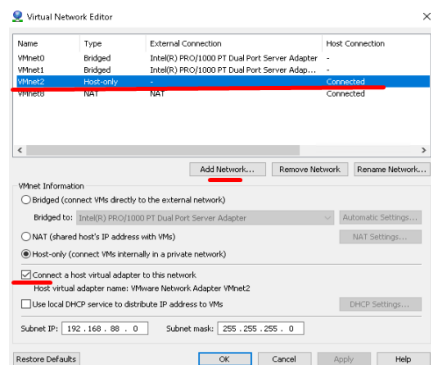 Virtual Network Editor
Name Type External Connection Host Connection
VMnet0 Bridged Intel(R) PRO/1000 PT Dual Port Server Adapter -
VMnet1 Bridged Intel(R) PRO/1000 PT Dual Port Server Adap... -
VMnet2 Host-only - Connected
VMnet8 NAT NAT Connected
Add Network... Remove Network Rename Network...
VMnet Information
Bridged (connect VMs directly to the external network)
Bridged to: Intel(R) PRO/1000 PT Dual Port Server Adapter Automatic Settings...
NAT (shared host's IP address with VMs) NAT Settings...
Host-only (connect VMs internally in a private network)
Connect a host virtual adapter to this network
Host virtual adapter name: VMware Network Adapter VMnet2
Use local DHCP service to distribute IP address to VMs DHCP Settings...
Subnet IP: 192 . 168 . 88 . 0 Subnet mask: 255 . 255 . 255 . 0
Restore Defaults OK Cancel Apply Help